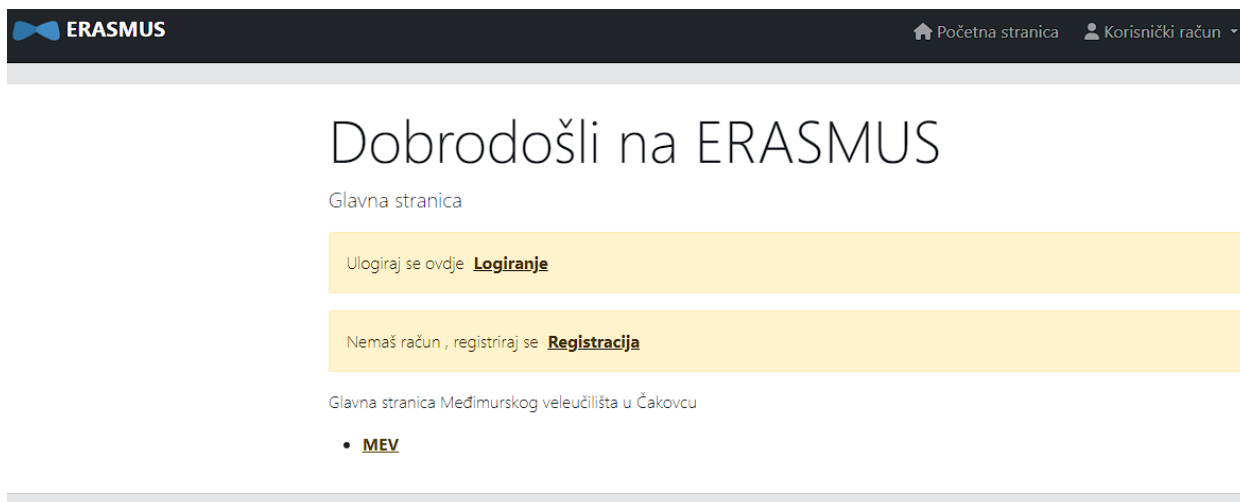 ERASMUS
Početna stranica
Korisnički račun
Dobrodošli na ERASMUS
Glavna stranica
Ulogiraj se ovdje Logiranje
Nemaš račun , registriraj se Registracija
Glavna stranica Međimurskog veleučilišta u Čakovcu
MEV